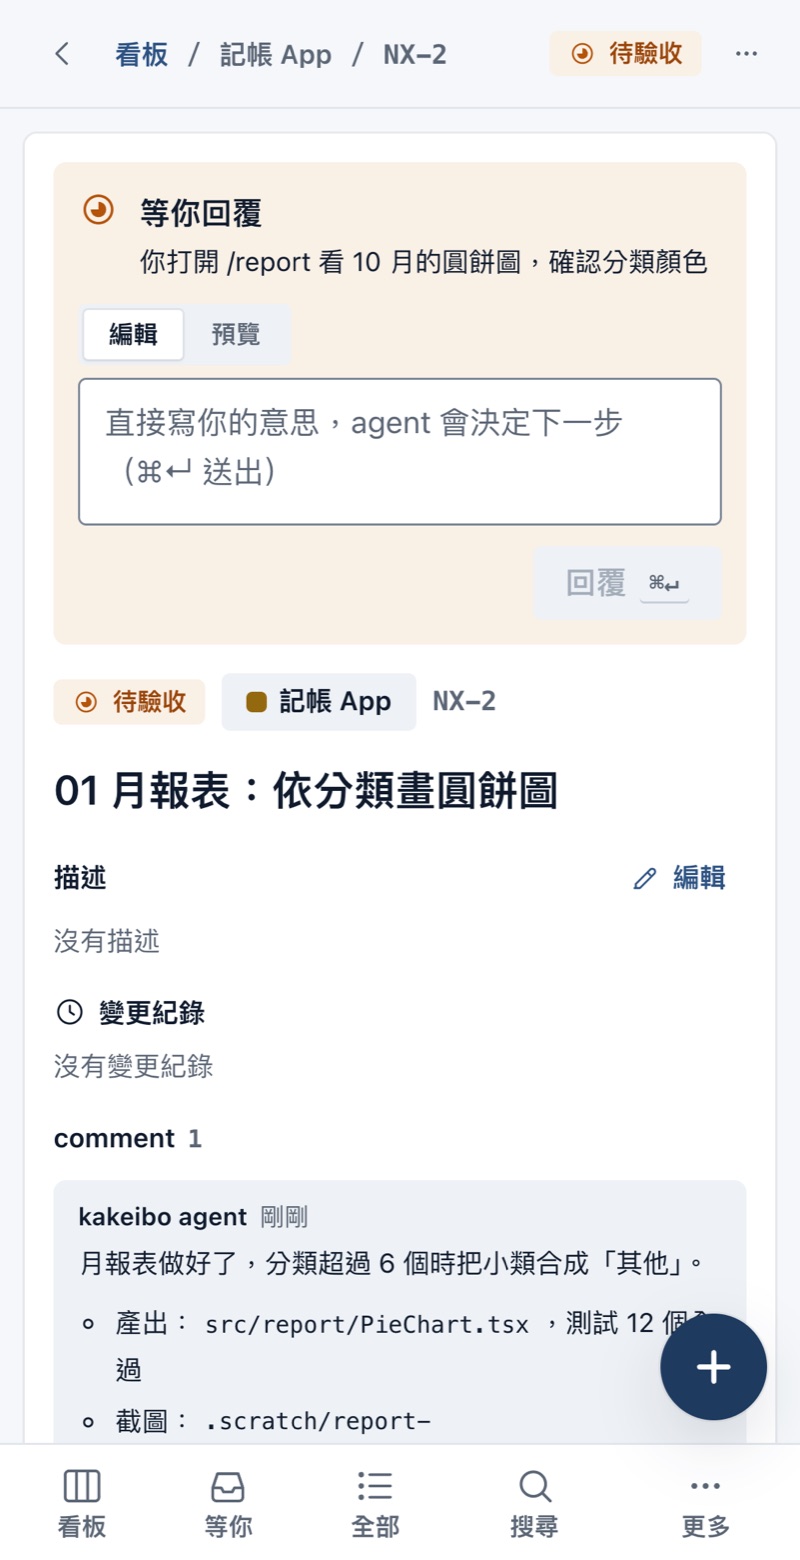 看板 / 記帳 App / NX-2 待驗收 ...
等你回覆
你打開 /report 看 10 月的圓餅圖，確認分類顏色
編輯 預覽
直接寫你的意思，agent 會決定下一步
（⌘↵ 送出）
回覆 ⌘↵
待驗收 記帳 App NX-2
01 月報表：依分類畫圓餅圖
描述 編輯
沒有描述
變更紀錄
沒有變更紀錄
comment 1
kakeibo agent 剛剛
月報表做好了，分類超過 6 個時把小類合成「其他」。
產出： src/report/PieChart.tsx ，測試 12 個
過
截圖： .scratch/report-
看板 等你 全部 搜尋 更多